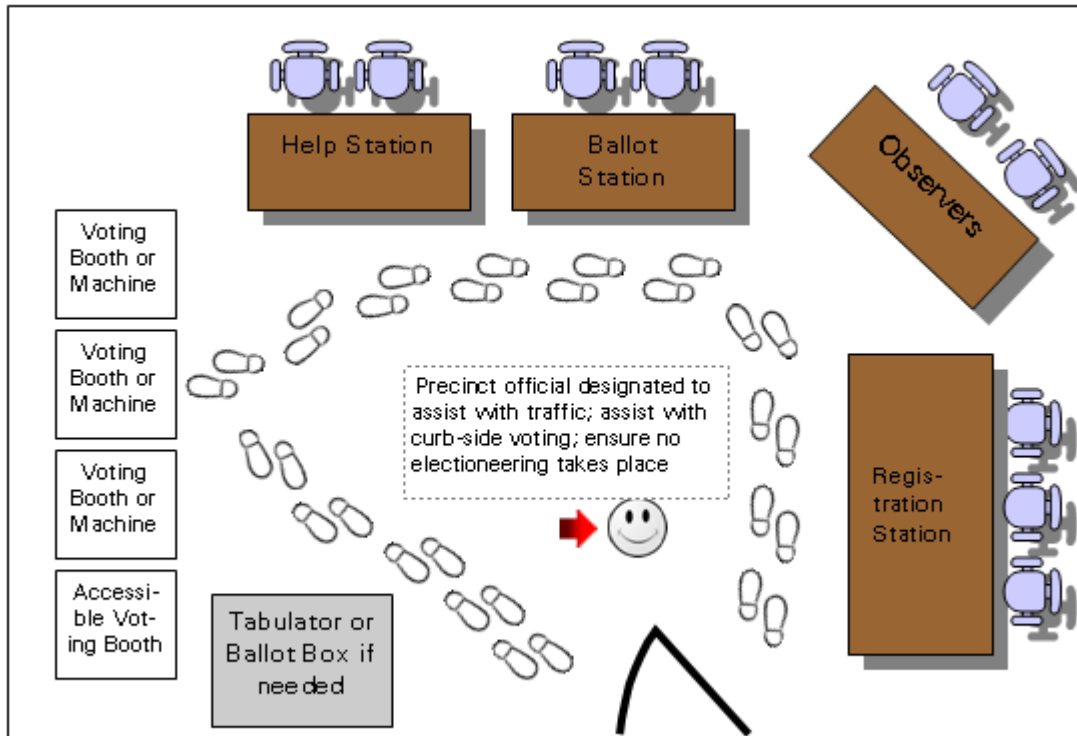 Help Station
Ballot
Station
Observers
Voting
Booth or
Machine
Voting
Booth or
Machine
Precinct official designated to
assist with traffic; assist with
curb-side voting; ensure no
electioneering takes place
Voting
Booth or
Machine
Regis-
tration
Station
Accessi-
ble Vot-
ing Booth
Tabulator or
Ballot Box if
needed